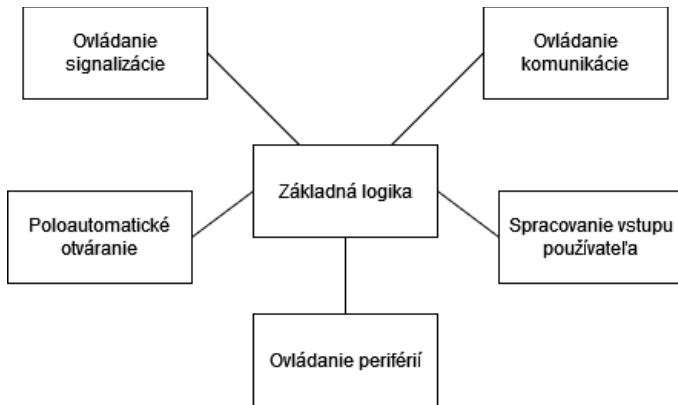 Ovládanie
signalizácie
Ovládanie
komunikácie
Základná logika
Poloautomatické
otváranie
Spracovanie vstupu
používateľa
Ovládanie periférií